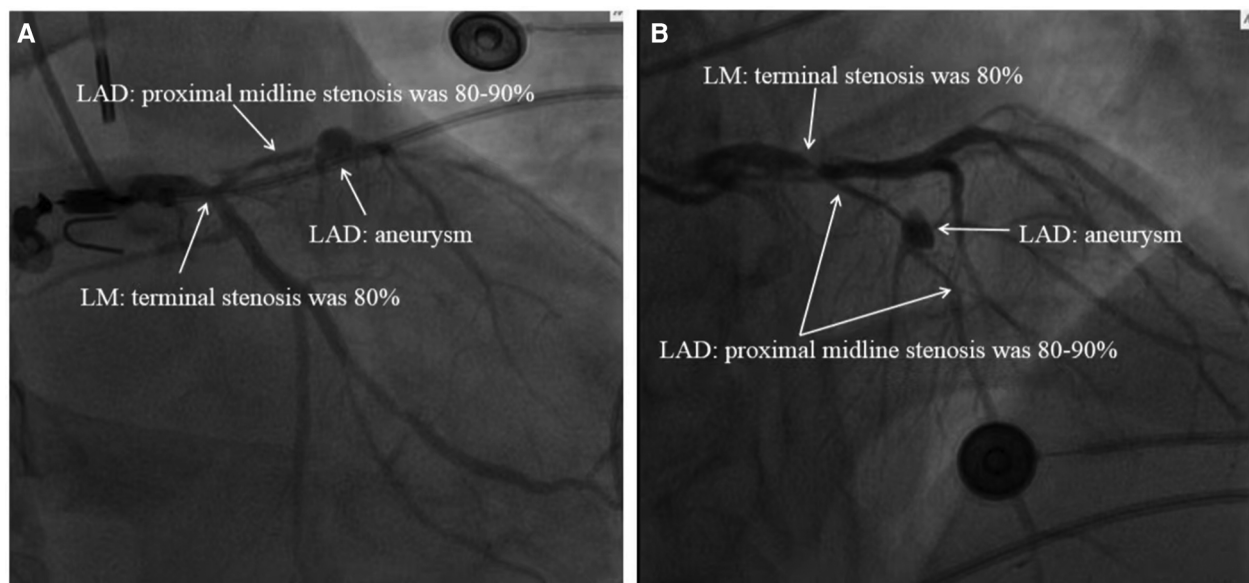 A
LAD: proximal midline stenosis was 80-90%
LAD: aneurysm
LM: terminal stenosis was 80%
B
LM: terminal stenosis was 80%
LAD: aneurysm
LAD: proximal midline stenosis was 80-90%